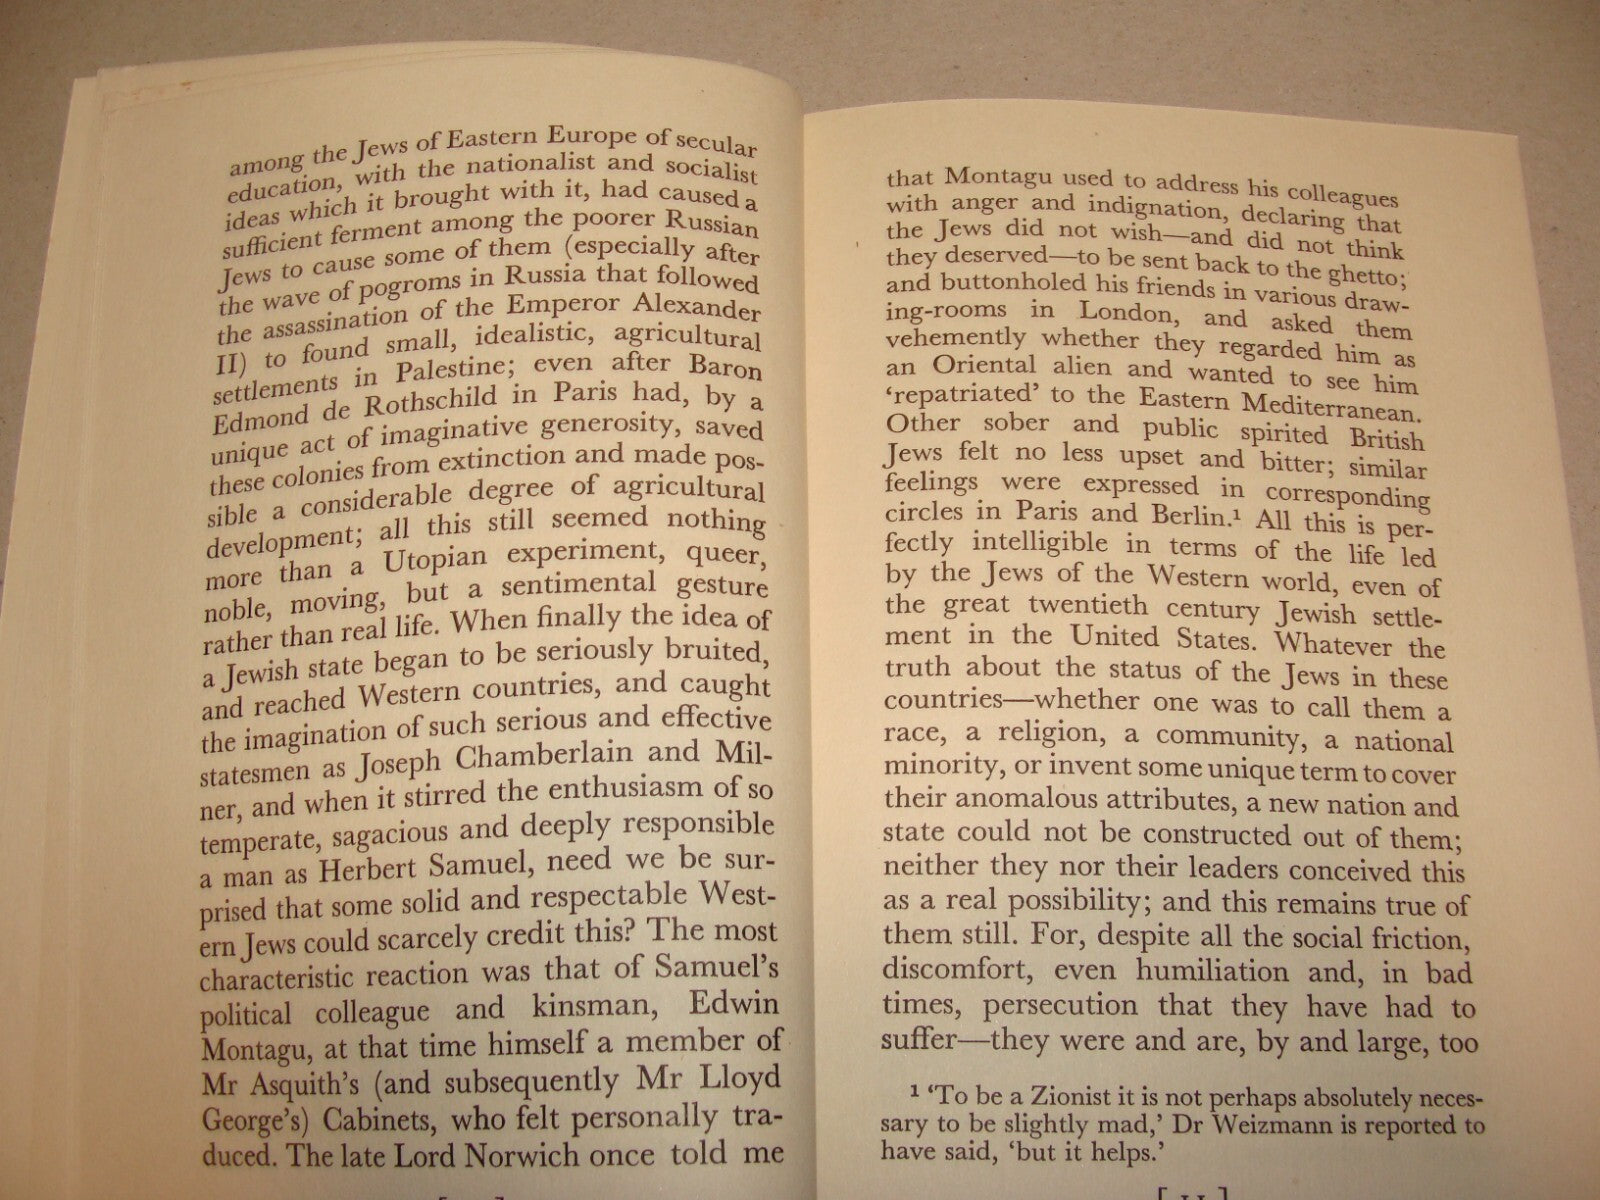 among the Jews of Eastern Europe of secular
education, with the nationalist and socialist
ideas which it brought with it, had caused a
sufficient ferment among the poorer Russian
Jews to cause some of them (especially after
the wave of pogroms in Russia that followed
the assassination of the Emperor Alexander
II) to found small, idealistic, agricultural
settlements in Palestine; even after Baron
Edmond de Rothschild in Paris had, by a
unique act of imaginative generosity, saved
these colonies from extinction and made pos-
sible a considerable degree of agricultural
development; all this still seemed nothing
more than a Utopian experiment, queer,
noble, moving, but a sentimental gesture
rather than real life. When finally the idea of
a Jewish state began to be seriously bruited,
and reached Western countries, and caught
the imagination of such serious and effective
statesmen as Joseph Chamberlain and Mil-
ner, and when it stirred the enthusiasm of so
temperate, sagacious and deeply responsible
a man as Herbert Samuel, need we be sur-
prised that some solid and respectable West-
ern Jews could scarcely credit this? The most
characteristic reaction was that of Samuel's
political colleague and kinsman, Edwin
Montagu, at that time himself a member of
Mr Asquith's (and subsequently Mr Lloyd
George's) Cabinets, who felt personally tra-
duced. The late Lord Norwich once told me
that Montagu used to address his colleagues
with anger and indignation, declaring that
the Jews did not wish—and did not think
they deserved—to be sent back to the ghetto;
and buttonholed his friends in various draw-
ing-rooms in London, and asked them
vehemently whether they regarded him as
an Oriental alien and wanted to see him
'repatriated' to the Eastern Mediterranean.
Other sober and public spirited British
Jews felt no less upset and bitter; similar
feelings were expressed in corresponding
circles in Paris and Berlin.¹ All this is per-
fectly intelligible in terms of the life led
by the Jews of the Western world, even of
the great twentieth century Jewish settle-
ment in the United States. Whatever the
truth about the status of the Jews in these
countries—whether one was to call them a
race, a religion, a community, a national
minority, or invent some unique term to cover
their anomalous attributes, a new nation and
state could not be constructed out of them;
neither they nor their leaders conceived this
as a real possibility; and this remains true of
them still. For, despite all the social friction,
discomfort, even humiliation and, in bad
times, persecution that they have had to
suffer—they were and are, by and large, too
¹ 'To be a Zionist it is not perhaps absolutely neces-
sary to be slightly mad,' Dr Weizmann is reported to
have said, 'but it helps.'